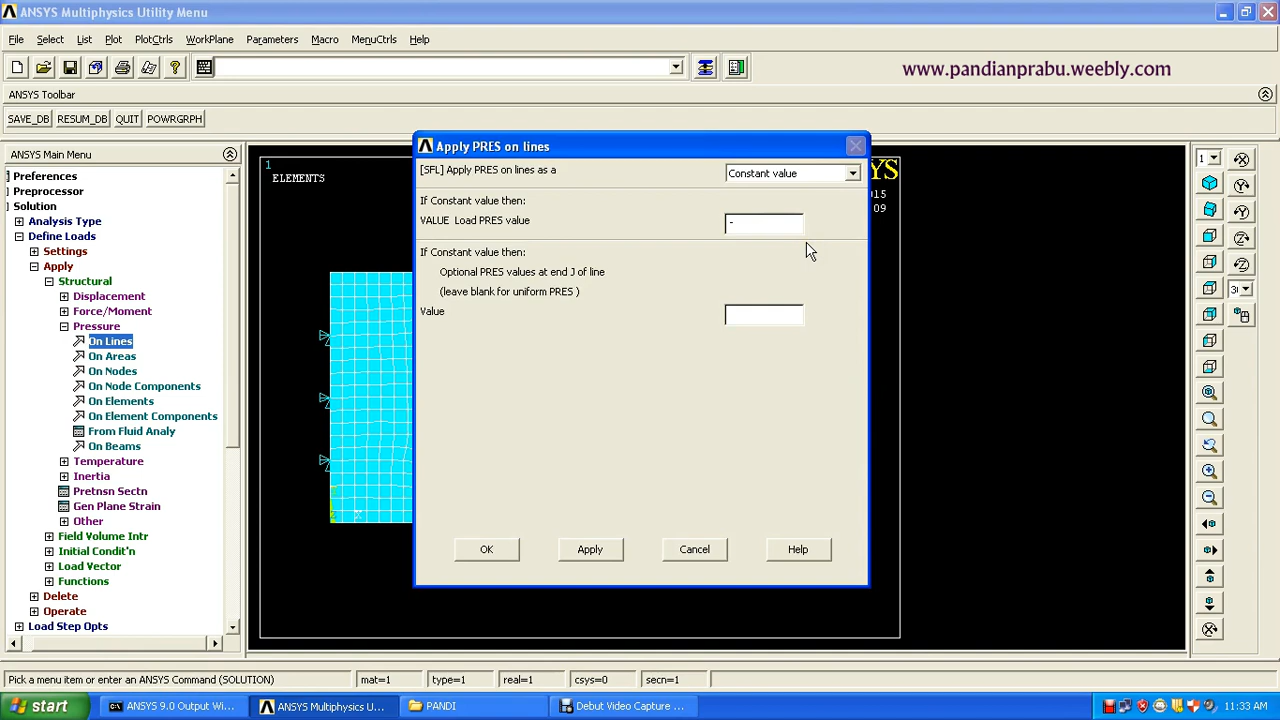 ANSYS Multiphysics Utility Menu
File Select List Plot PlotCtrls WorkPlane Parameters Macro MenuCtrls Help
www.pandianprabu.weebly.com
ANSYS Toolbar
SAVE_DB RESUM_DB QUIT POWRGRPH
ANSYS Main Menu
Preferences
Preprocessor
Solution
Analysis Type
Define Loads
Settings
Apply
Structural
Displacement
Force/Moment
Pressure
On Lines
On Areas
On Nodes
On Node Components
On Elements
On Element Components
From Fluid Analy
On Beams
Temperature
Inertia
Pretnsn Sectn
Gen Plane Strain
Other
Field Volume Intr
Initial Condit'n
Load Vector
Functions
Delete
Operate
Load Step Opts
1
ELEMENTS
X
YS
15
09
Apply PRES on lines
[SFL] Apply PRES on lines as a Constant value
If Constant value then:
VALUE Load PRES value -
If Constant value then:
Optional PRES values at end J of line
(leave blank for uniform PRES )
Value
OK Apply Cancel Help
1
3
Pick a menu item or enter an ANSYS Command (SOLUTION) mat=1 type=1 real=1 csys=0 secn=1
start ANSYS 9.0 Output Wi... ANSYS Multiphysics U... PANDI Debut Video Capture ... 11:33 AM